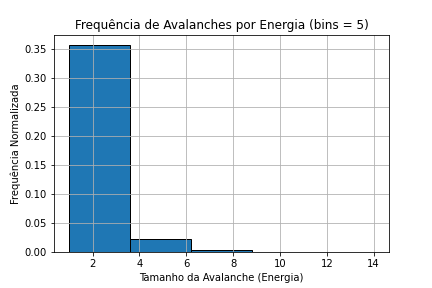 Frequência de Avalanches por Energia (bins = 5)
Frequência Normalizada
0.35
0.30
0.25
0.20
0.15
0.10
0.05
0.00
2 4 6 8 10 12 14
Tamanho da Avalanche (Energia)